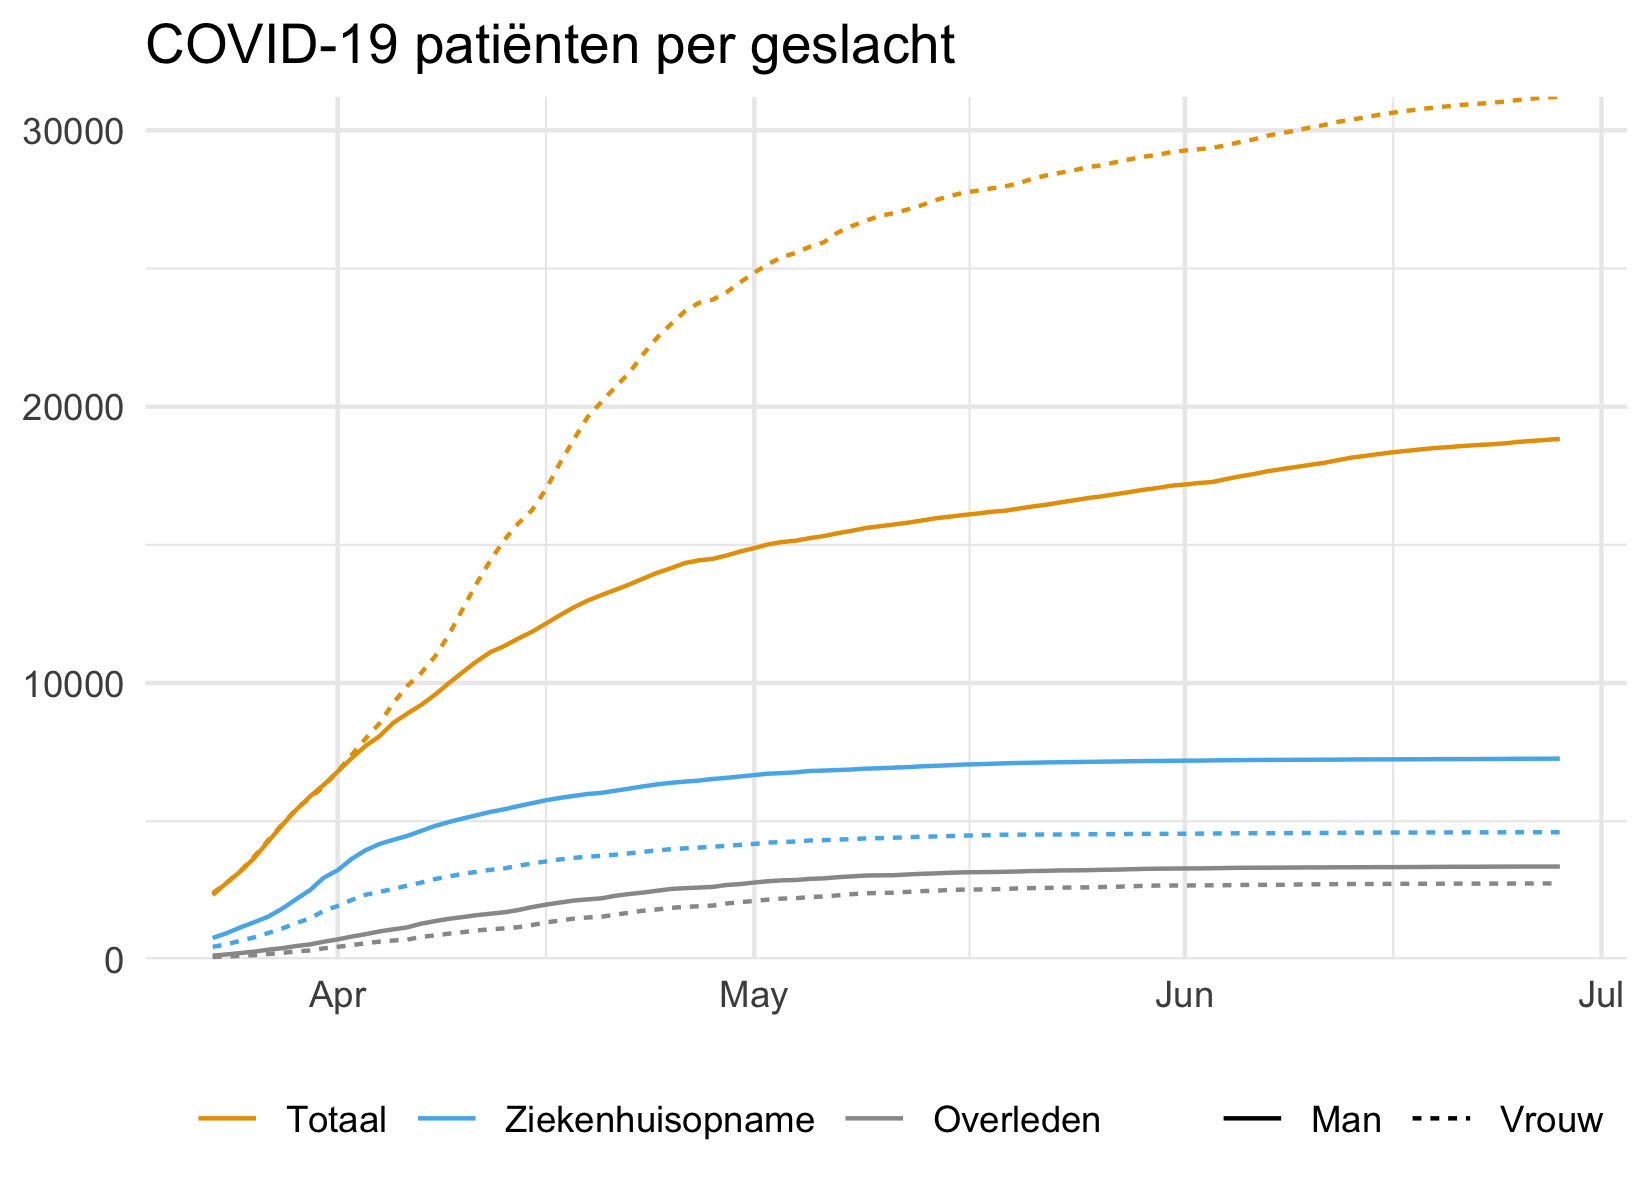 COVID-19 patiënten per geslacht
30000
20000
10000
0
Apr May Jun Jul
Totaal Ziekenhuisopname Overleden Man Vrouw